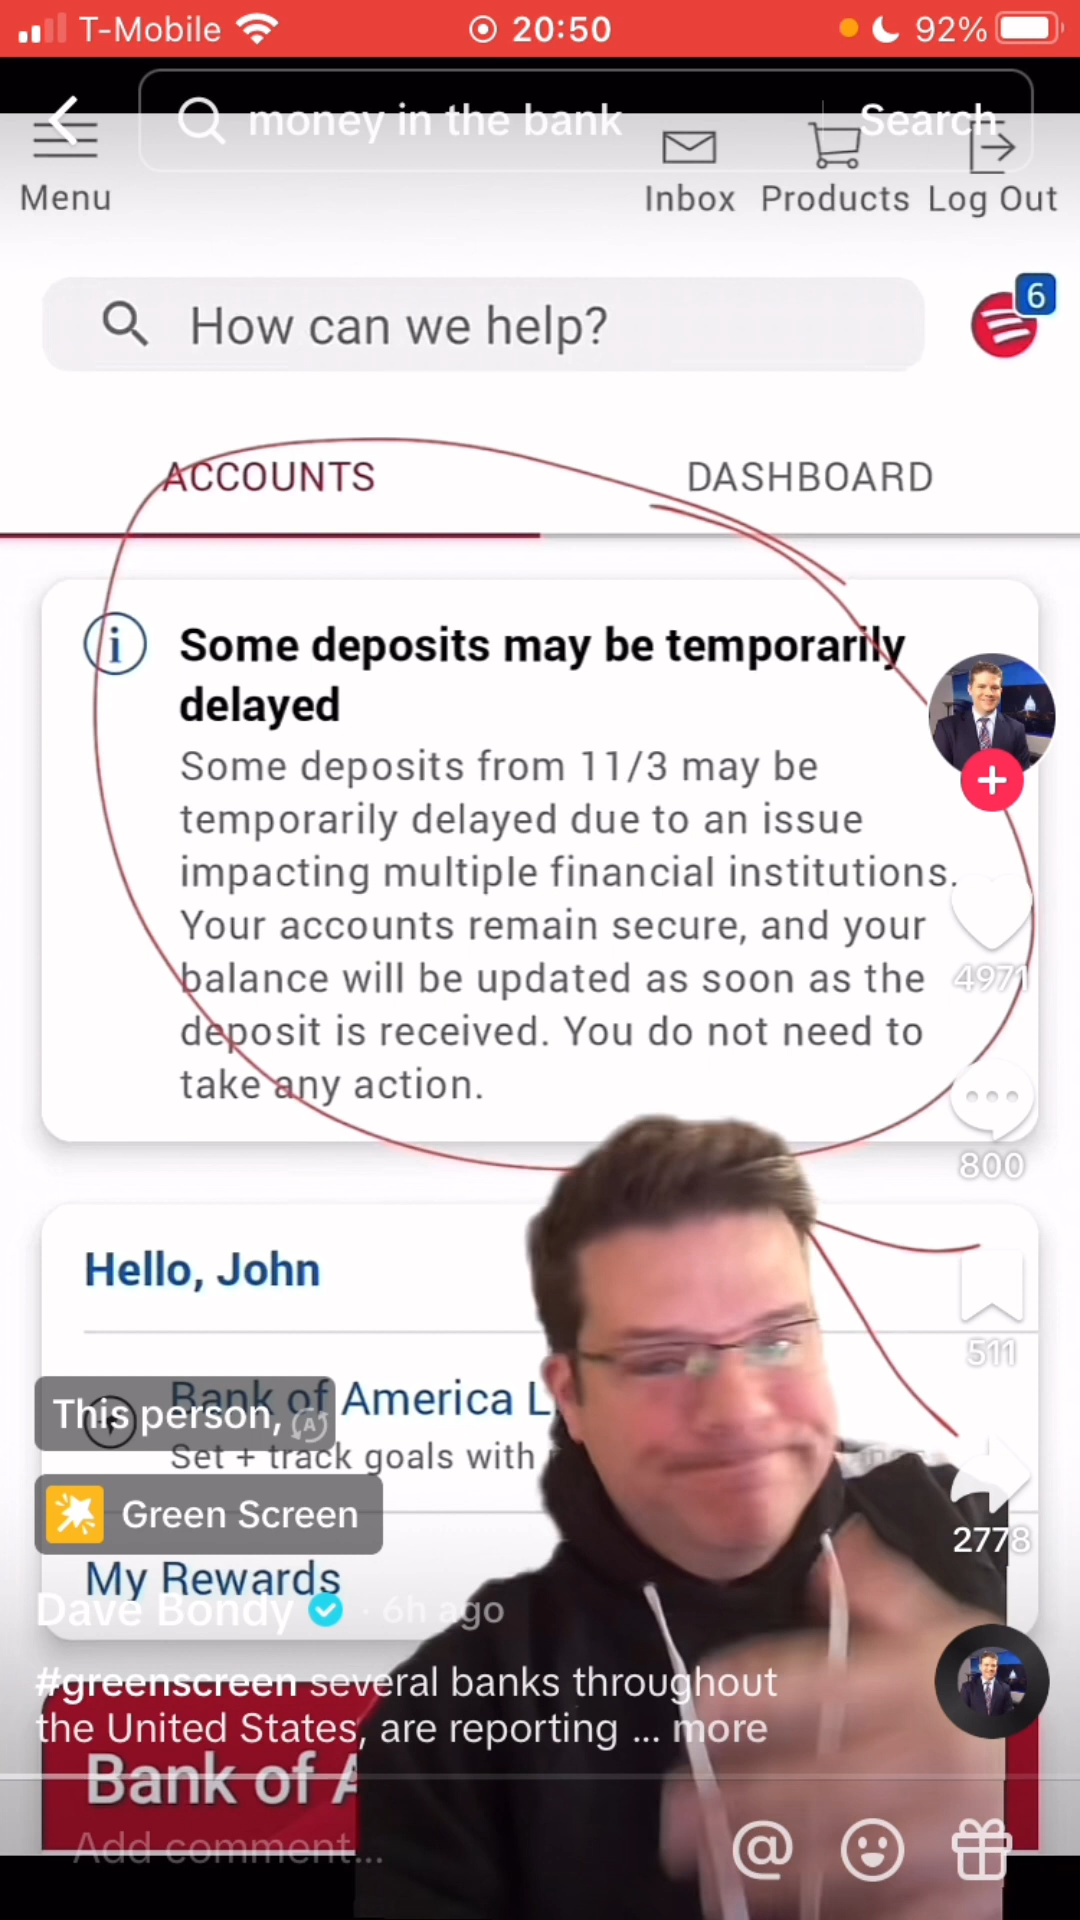 T-Mobile 20:50 92%
money in the bank Search
Menu Inbox Products Log Out
How can we help? 6
ACCOUNTS DASHBOARD
i Some deposits may be temporarily
delayed
Some deposits from 11/3 may be
temporarily delayed due to an issue
impacting multiple financial institutions.
Your accounts remain secure, and your
balance will be updated as soon as the
deposit is received. You do not need to
take any action.
4971
800
Hello, John
511
Bank of America L
This person, A
Set + track goals with
Green Screen
2778
My Rewards
Dave Bondy · 6h ago
#greenscreen several banks throughout
the United States, are reporting ... more
Bank of A
Add comment...
@